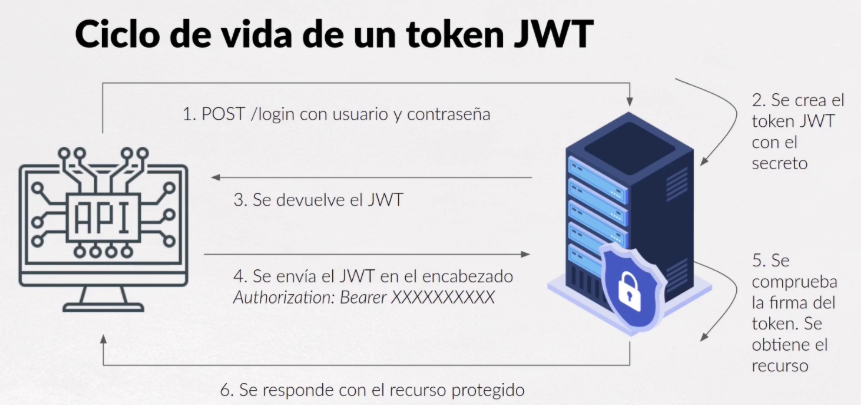 Ciclo de vida de un token JWT
1. POST /login con usuario y contraseña
2. Se crea el
token JWT
con el
secreto
API
3. Se devuelve el JWT
4. Se envía el JWT en el encabezado
Authorization: Bearer XXXXXXXXXX
5. Se
comprueba
la firma del
token. Se
obtiene el
recurso
6. Se responde con el recurso protegido